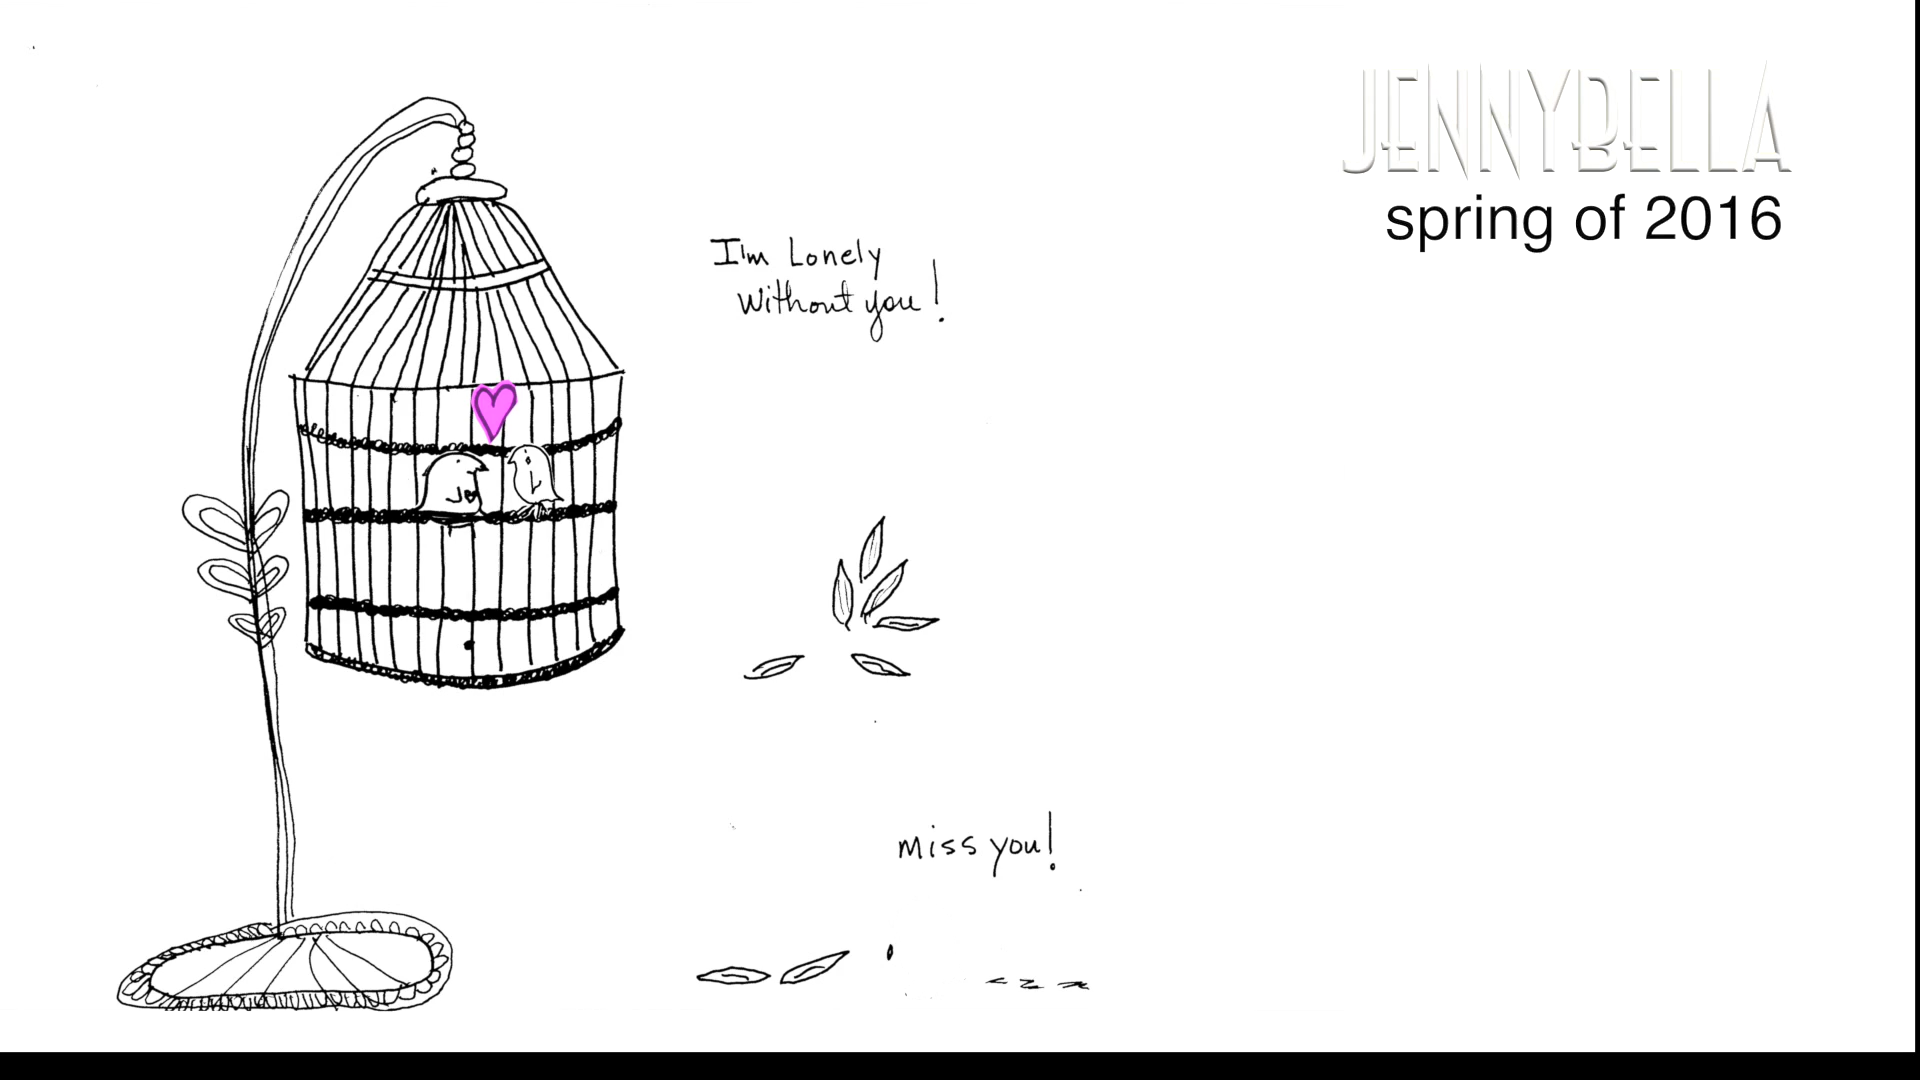 JENNYBELLA
spring of 2016
I'm Lonely
Without you!
miss you!